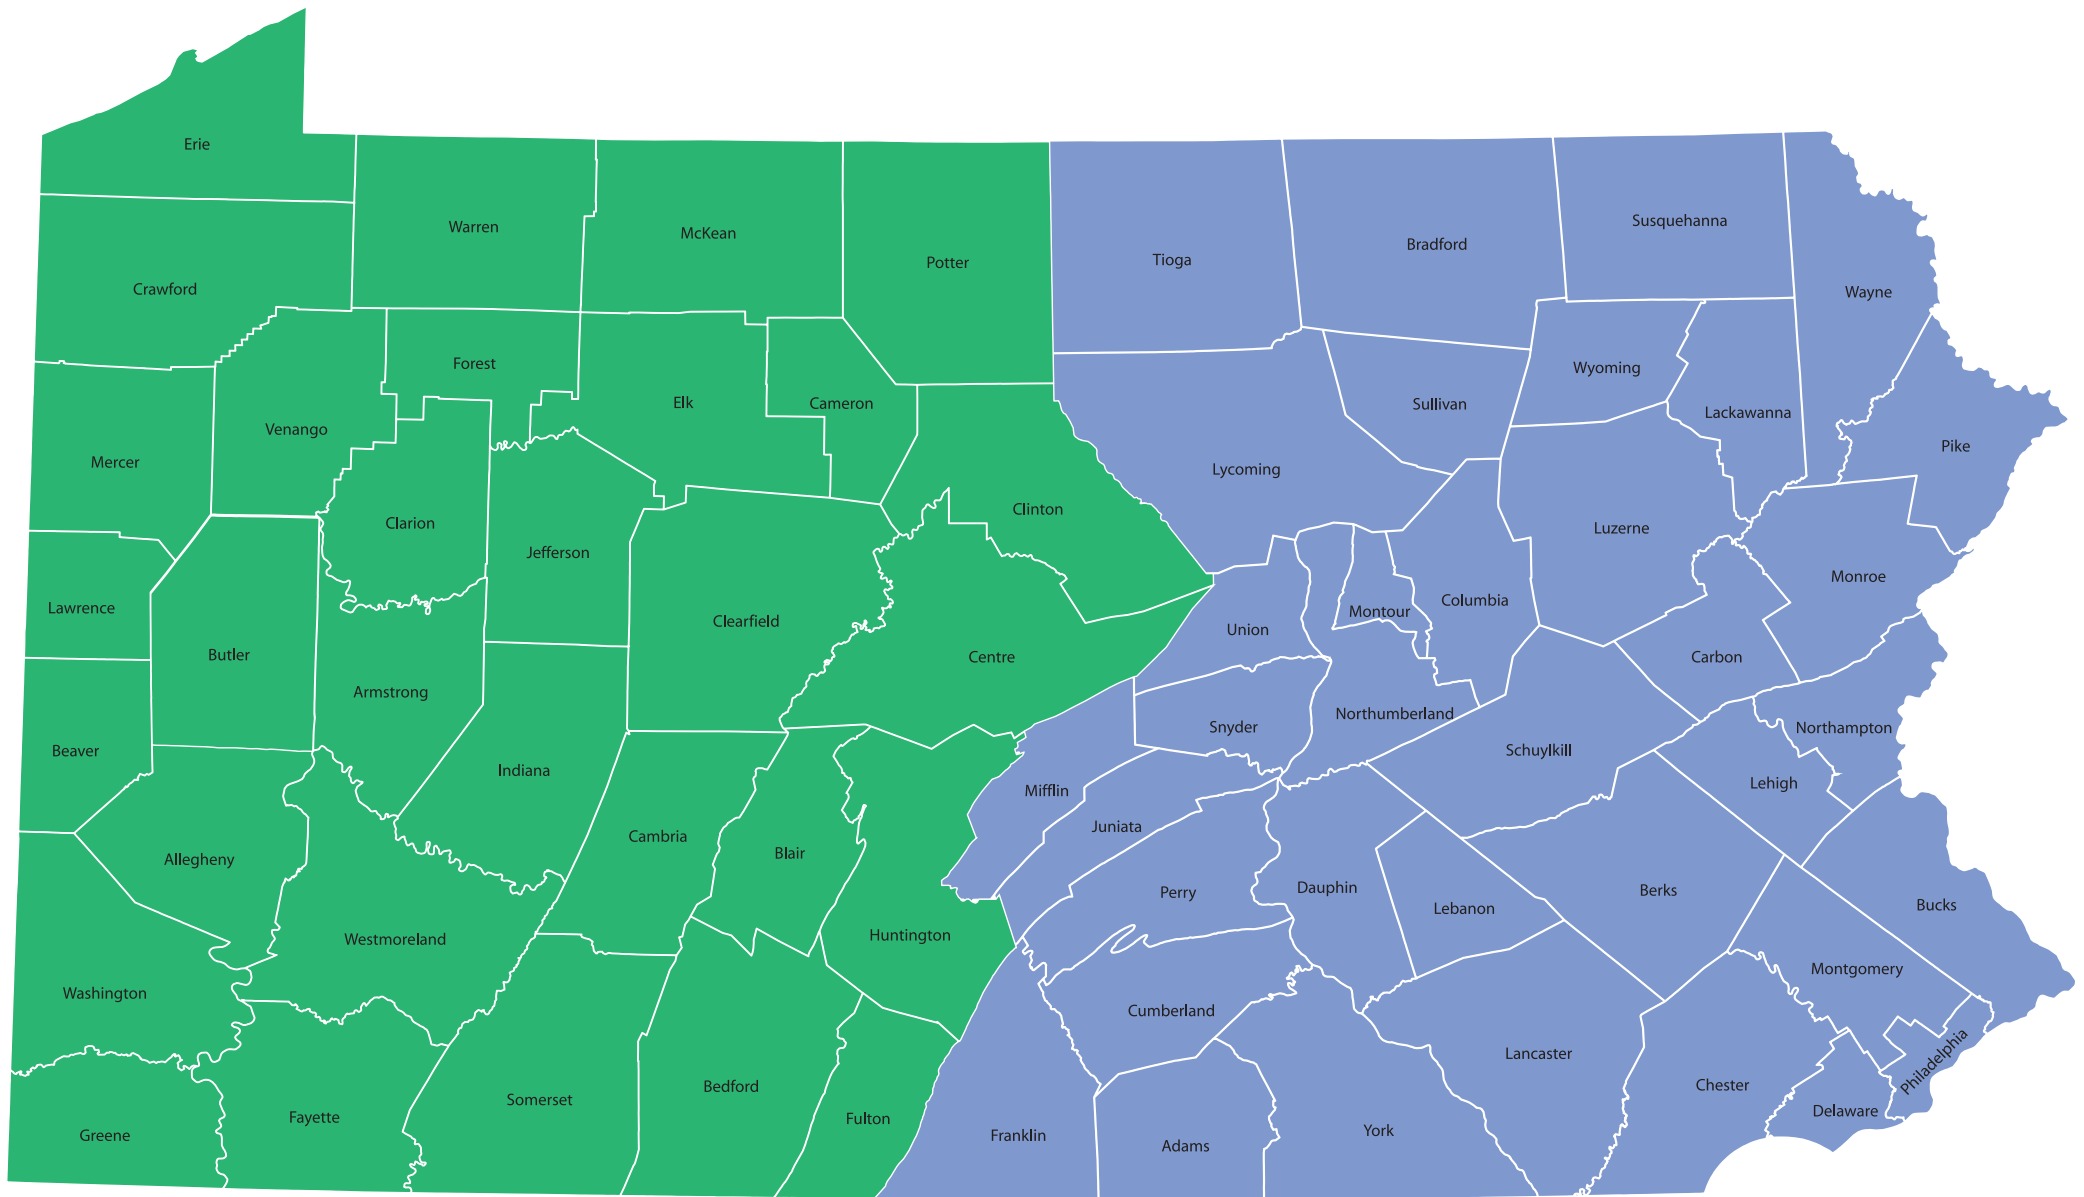 Erie
Warren
McKean
Potter
Tioga
Bradford
Susquehanna
Wayne
Crawford
Forest
Elk
Cameron
Sullivan
Wyoming
Lackawanna
Pike
Venango
Mercer
Clarion
Jefferson
Clinton
Lycoming
Luzerne
Monroe
Lawrence
Butler
Armstrong
Clearfield
Centre
Union
Montour
Columbia
Carbon
Beaver
Indiana
Snyder
Northumberland
Schuylkill
Northampton
Lehigh
Allegheny
Cambria
Blair
Mifflin
Juniata
Perry
Dauphin
Lebanon
Berks
Bucks
Westmoreland
Huntington
Washington
Cumberland
Montgomery
Lancaster
Chester
Philadelphia
Delaware
Greene
Fayette
Somerset
Bedford
Fulton
Franklin
Adams
York